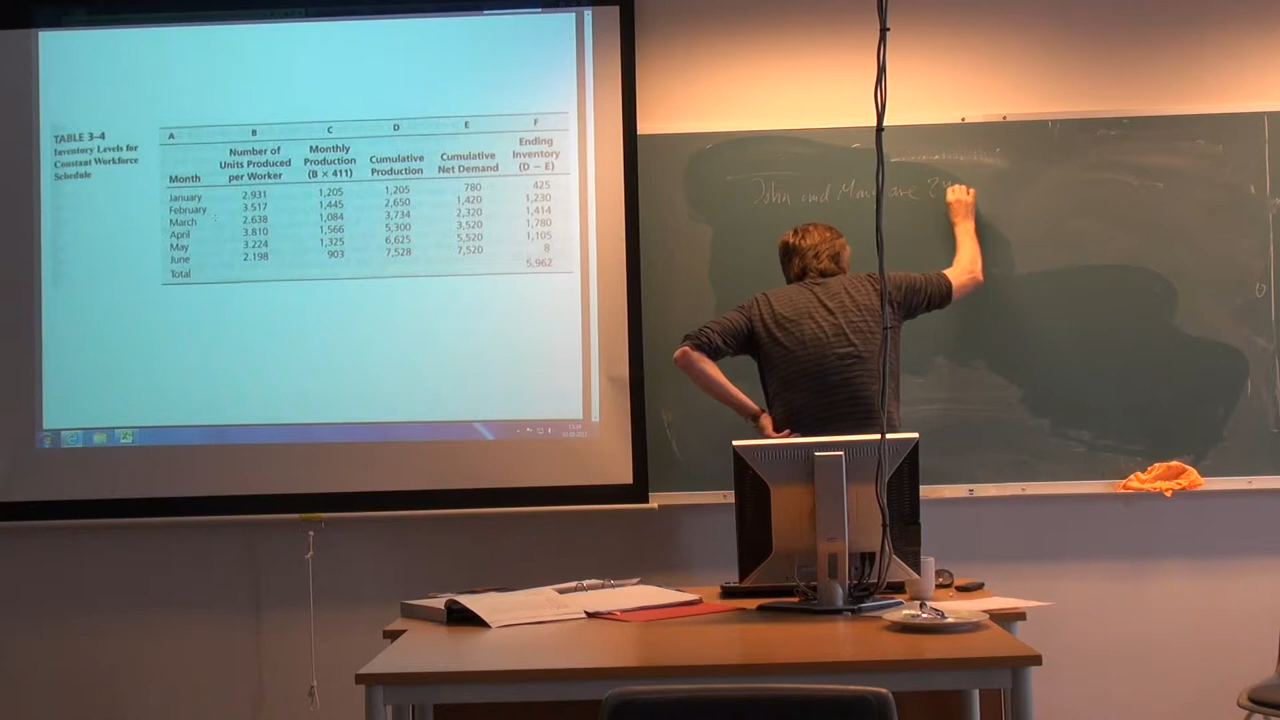 TABLE 3–4
Inventory Levels for
Constant Workforce
Schedule
A B C D E F
Month Number of Units Produced per Worker Monthly Production (B × 411) Cumulative Production Cumulative Net Demand Ending Inventory (D − E)
January 2.931 1,205 1,205 780 425
February 3.517 1,445 2,650 1,420 1,230
March 2.638 1,084 3,734 2,320 1,414
April 3.810 1,566 5,300 3,520 1,780
May 3.224 1,325 6,625 5,520 1,105
June 2.198 903 7,528 7,520 8
Total 5,962
John and Mary are